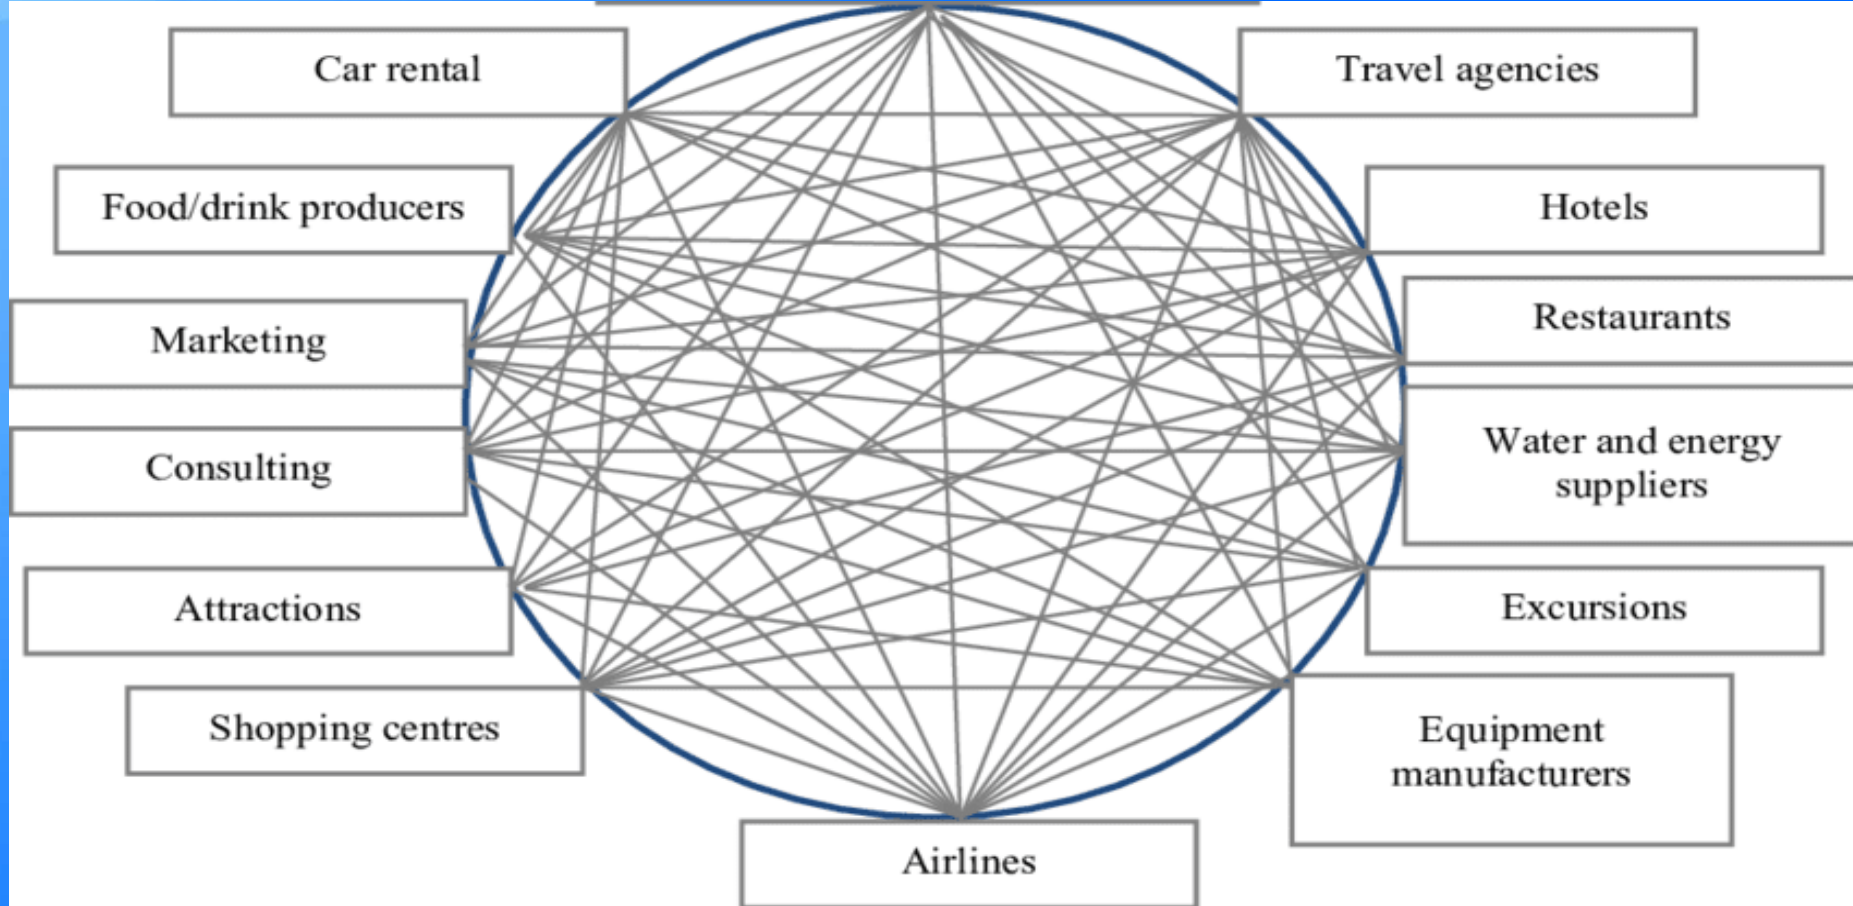 Car rental
Travel agencies
Food/drink producers
Hotels
Restaurants
Marketing
Water and energy
suppliers
Consulting
Attractions
Excursions
Shopping centres
Equipment
manufacturers
Airlines